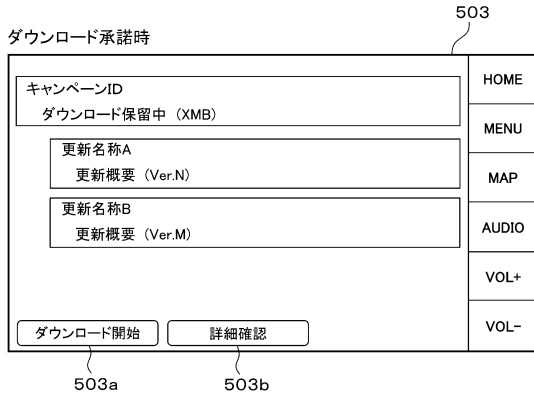 503
ダウンロード承諾時
キャンペーンID
ダウンロード保留中（XMB）
更新名称A
更新概要（Ver.N）
更新名称B
更新概要（Ver.M）
ダウンロード開始
詳細確認
HOME
MENU
MAP
AUDIO
VOL+
VOL−
503a
503b